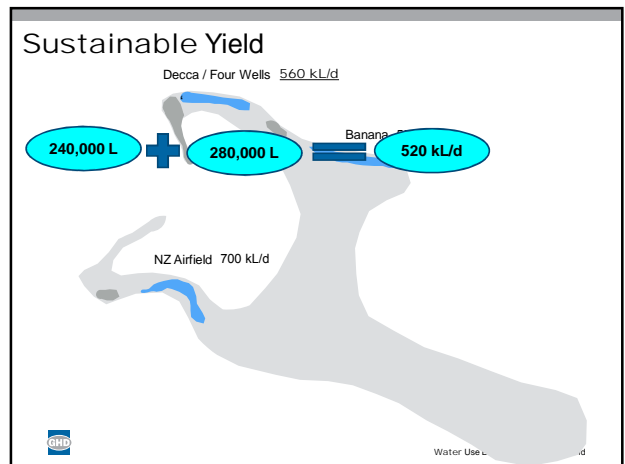 Sustainable Yield
Decca / Four Wells 560 kL/d
Banana
240,000 L
280,000 L
520 kL/d
NZ Airfield 700 kL/d
GHD
Water Use